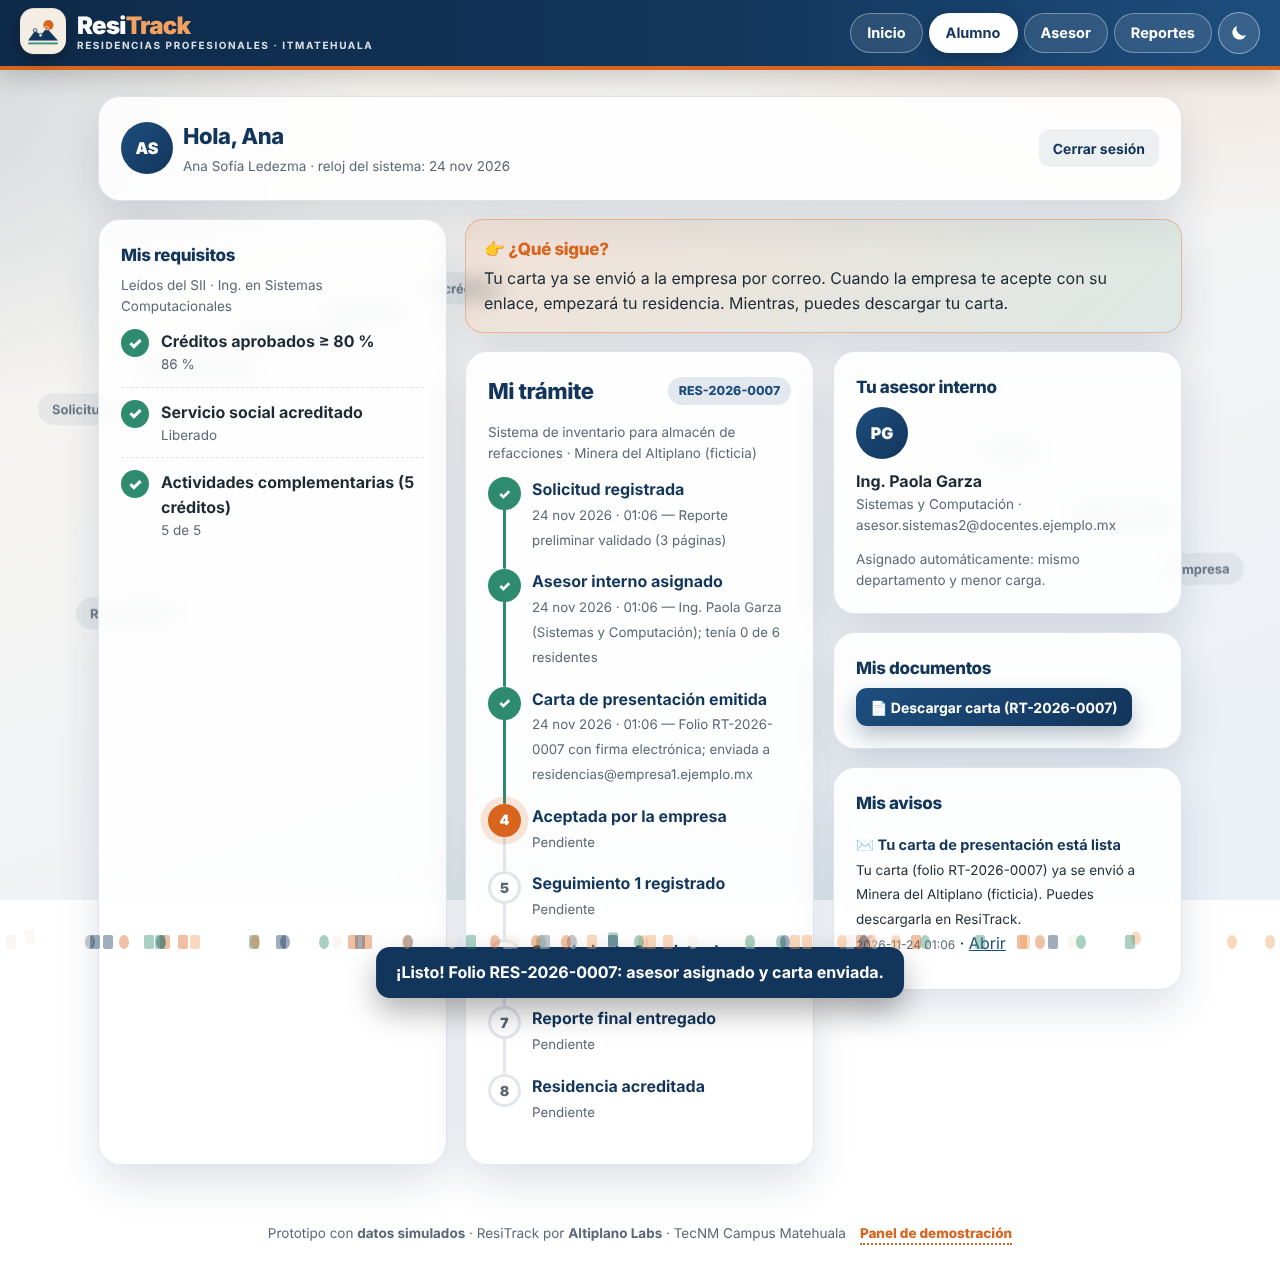 ResiTrack
RESIDENCIAS PROFESIONALES · ITMATEHUALA
Inicio
Alumno
Asesor
Reportes
AS
Hola, Ana
Ana Sofía Ledezma · reloj del sistema: 24 nov 2026
Cerrar sesión
Mis requisitos
Leídos del SII · Ing. en Sistemas
Computacionales
Créditos aprobados ≥ 80 %
86 %
Servicio social acreditado
Liberado
Actividades complementarias (5
créditos)
5 de 5
👉 ¿Qué sigue?
Tu carta ya se envió a la empresa por correo. Cuando la empresa te acepte con su
enlace, empezará tu residencia. Mientras, puedes descargar tu carta.
Mi trámite
RES-2026-0007
Sistema de inventario para almacén de
refacciones · Minera del Altiplano (ficticia)
Solicitud registrada
24 nov 2026 · 01:06 — Reporte
preliminar validado (3 páginas)
Asesor interno asignado
24 nov 2026 · 01:06 — Ing. Paola Garza
(Sistemas y Computación); tenía 0 de 6
residentes
Carta de presentación emitida
24 nov 2026 · 01:06 — Folio RT-2026-
0007 con firma electrónica; enviada a
residencias@empresa1.ejemplo.mx
4
Aceptada por la empresa
Pendiente
5
Seguimiento 1 registrado
Pendiente
7
Reporte final entregado
Pendiente
8
Residencia acreditada
Pendiente
Tu asesor interno
PG
Ing. Paola Garza
Sistemas y Computación ·
asesor.sistemas2@docentes.ejemplo.mx
Asignado automáticamente: mismo
departamento y menor carga.
Mis documentos
📄 Descargar carta (RT-2026-0007)
Mis avisos
✉️ Tu carta de presentación está lista
Tu carta (folio RT-2026-0007) ya se envió a
Minera del Altiplano (ficticia). Puedes
descargarla en ResiTrack.
2026-11-24 01:06 · Abrir
¡Listo! Folio RES-2026-0007: asesor asignado y carta enviada.
Prototipo con datos simulados · ResiTrack por Altiplano Labs · TecNM Campus Matehuala Panel de demostración